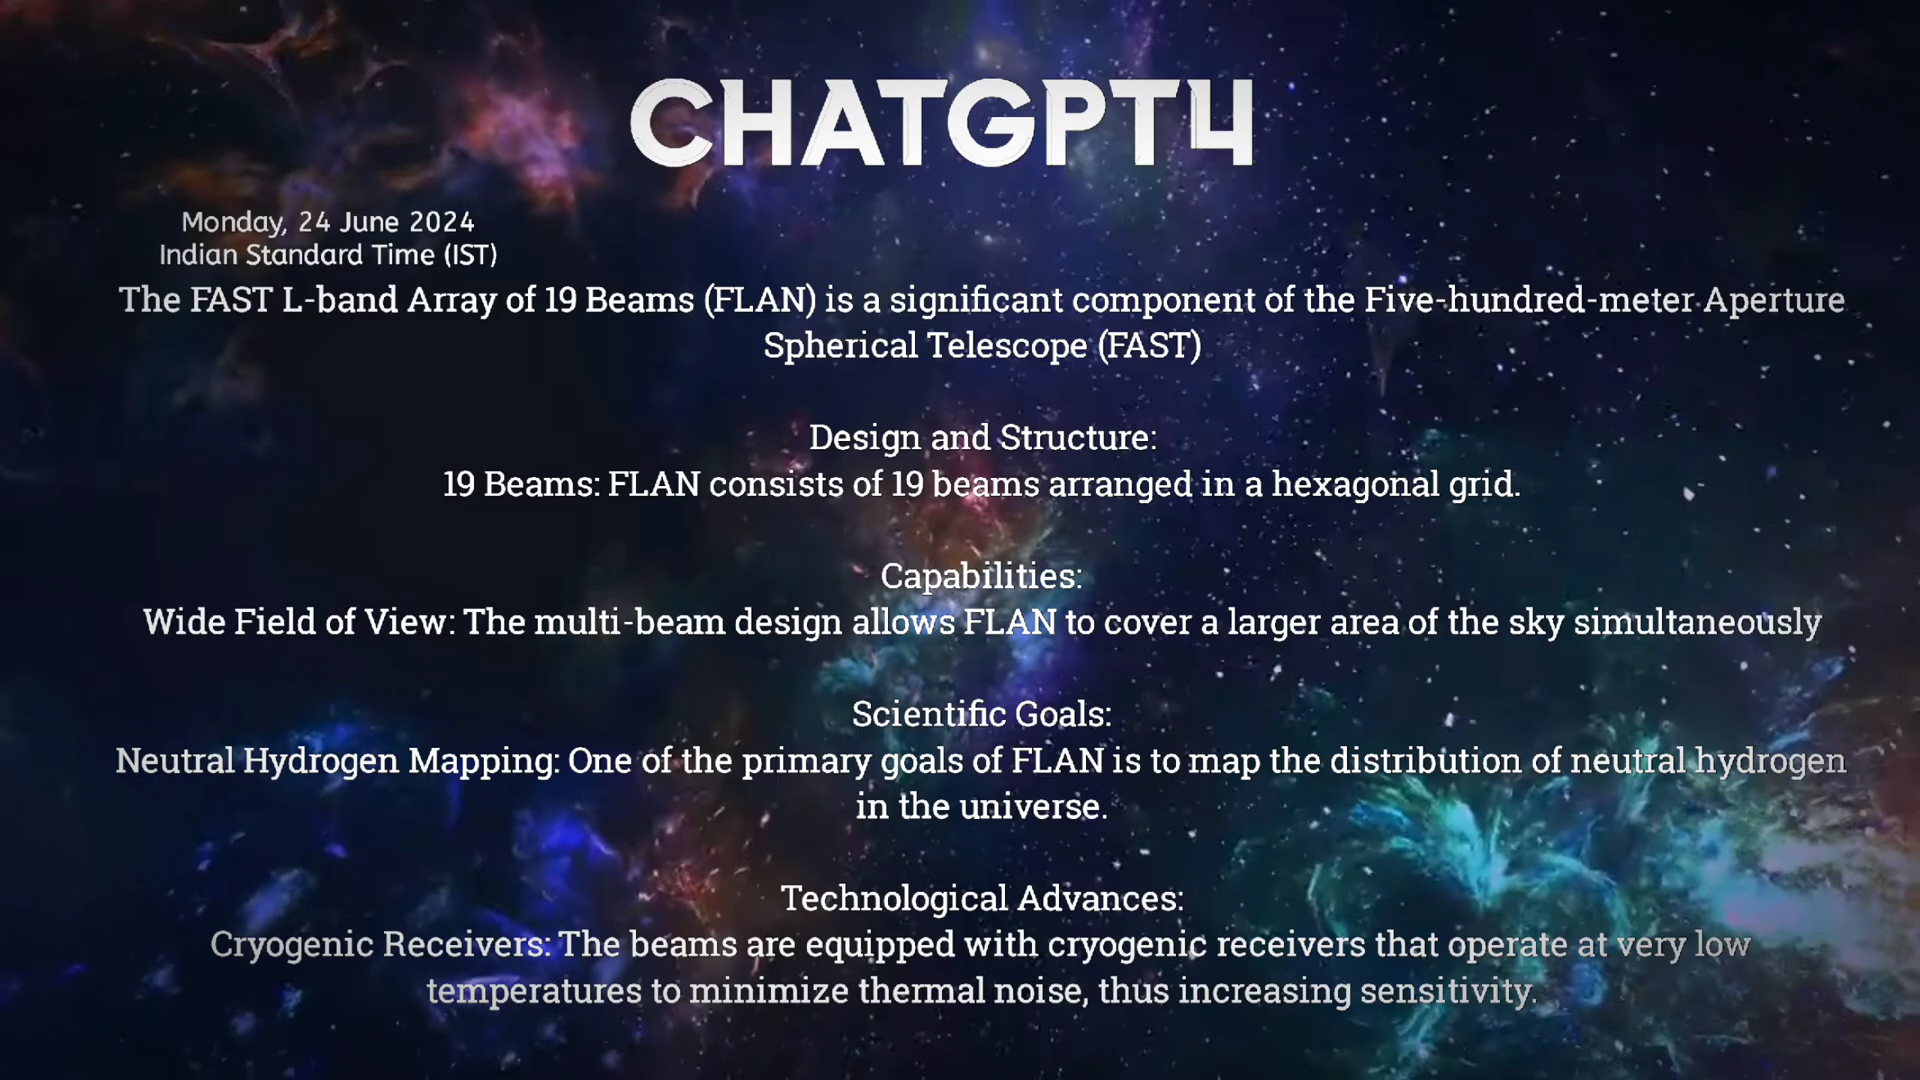 CHATGPT4
Monday, 24 June 2024
Indian Standard Time (IST)
The FAST L-band Array of 19 Beams (FLAN) is a significant component of the Five-hundred-meter Aperture
Spherical Telescope (FAST)
Design and Structure:
19 Beams: FLAN consists of 19 beams arranged in a hexagonal grid.
Capabilities:
Wide Field of View: The multi-beam design allows FLAN to cover a larger area of the sky simultaneously
Scientific Goals:
Neutral Hydrogen Mapping: One of the primary goals of FLAN is to map the distribution of neutral hydrogen
in the universe.
Technological Advances:
Cryogenic Receivers: The beams are equipped with cryogenic receivers that operate at very low
temperatures to minimize thermal noise, thus increasing sensitivity.